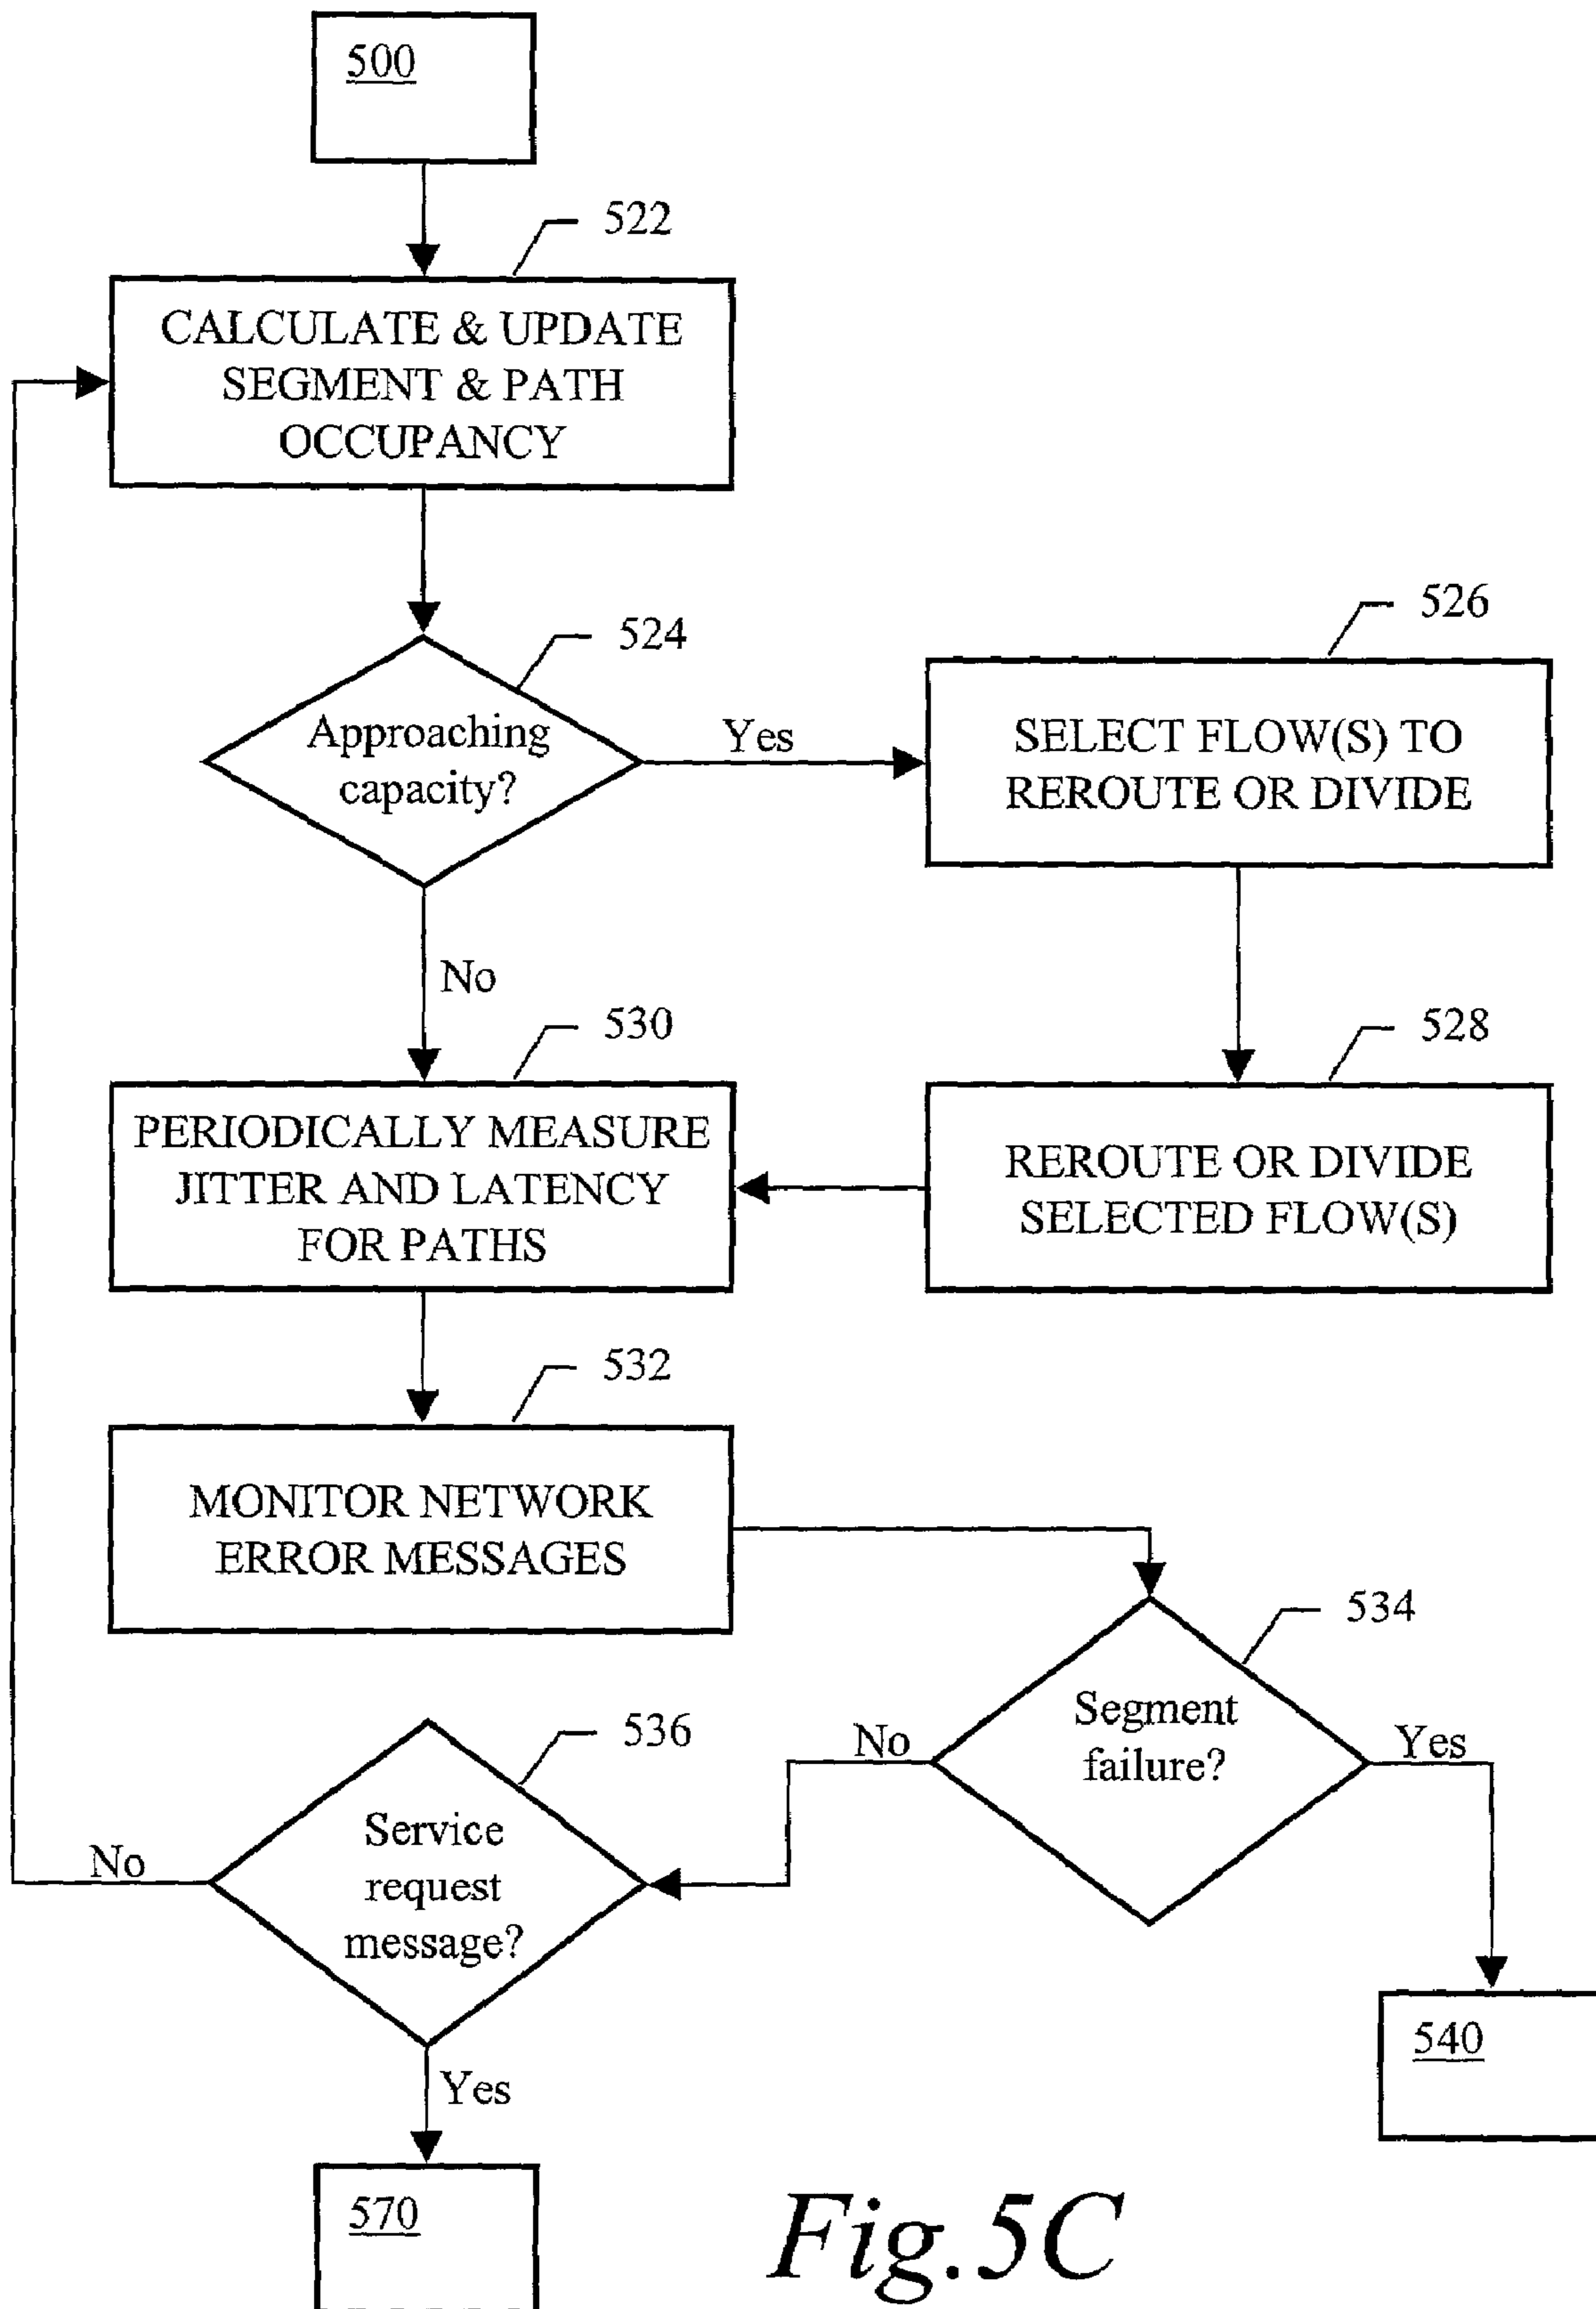 500
522
CALCULATE & UPDATE
SEGMENT & PATH
OCCUPANCY
524
Approaching
capacity?
Yes
526
SELECT FLOW(S) TO
REROUTE OR DIVIDE
No
530
528
PERIODICALLY MEASURE
JITTER AND LATENCY
FOR PATHS
REROUTE OR DIVIDE
SELECTED FLOW(S)
532
MONITOR NETWORK
ERROR MESSAGES
534
Segment
failure?
No
Yes
536
Service
request
message?
No
Yes
540
570
Fig.5C